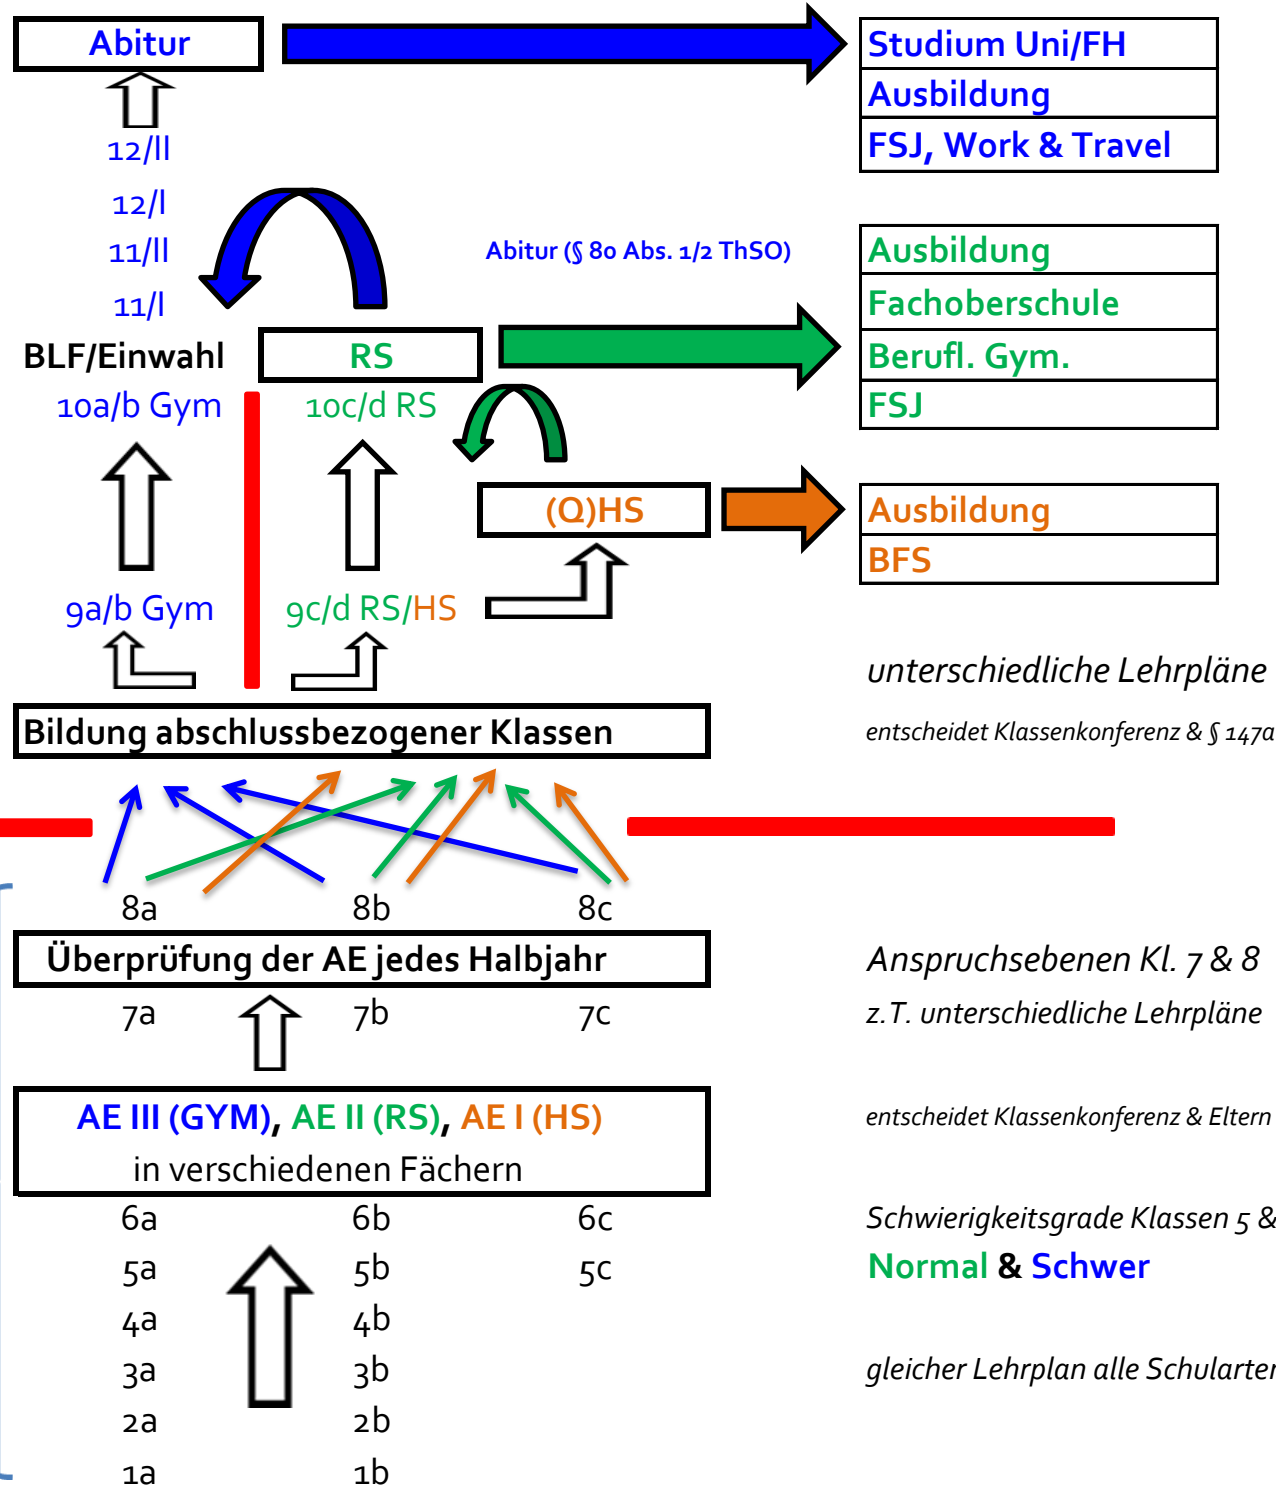 Abitur
Studium Uni/FH
Ausbildung
FSJ, Work & Travel
12/ll
12/l
11/ll
Abitur (§ 80 Abs. 1/2 ThSO)
Ausbildung
11/l
Fachoberschule
BLF/Einwahl
RS
Berufl. Gym.
10a/b Gym
10c/d RS
FSJ
(Q)HS
Ausbildung
BFS
9a/b Gym
9c/d RS/HS
unterschiedliche Lehrpläne
Bildung abschlussbezogener Klassen
entscheidet Klassenkonferenz & § 147a
8a 8b 8c
Überprüfung der AE jedes Halbjahr
Anspruchsebenen Kl. 7 & 8
7a 7b 7c
z.T. unterschiedliche Lehrpläne
AE III (GYM), AE II (RS), AE I (HS)
in verschiedenen Fächern
entscheidet Klassenkonferenz & Eltern
6a 6b 6c
Schwierigkeitsgrade Klassen 5 &
5a 5b 5c
Normal & Schwer
4a 4b
3a 3b
gleicher Lehrplan alle Schularten
2a 2b
1a 1b